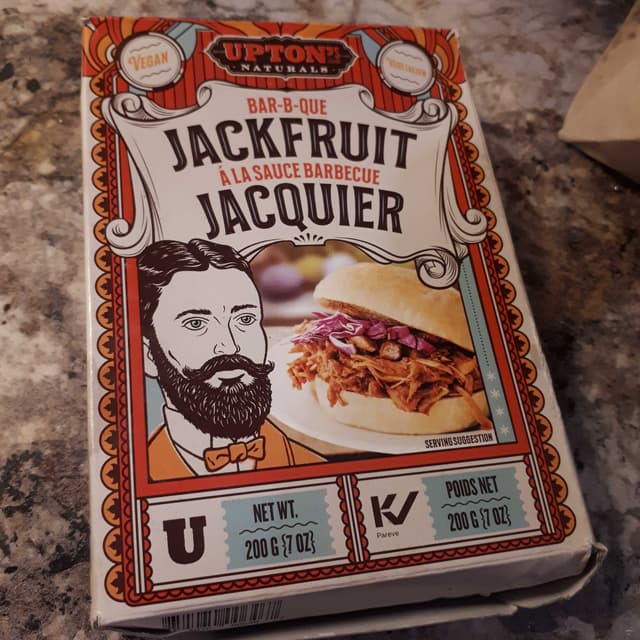 VEGAN
UPTON'S
NATURALS
BAR-B-QUE
JACKFRUIT
À LA SAUCE BARBECUE
JACQUIER
SERVING SUGGESTION
U
NET WT.
200 G {7 OZ}
KV
Pareve
POIDS NET
200 G {7 OZ}